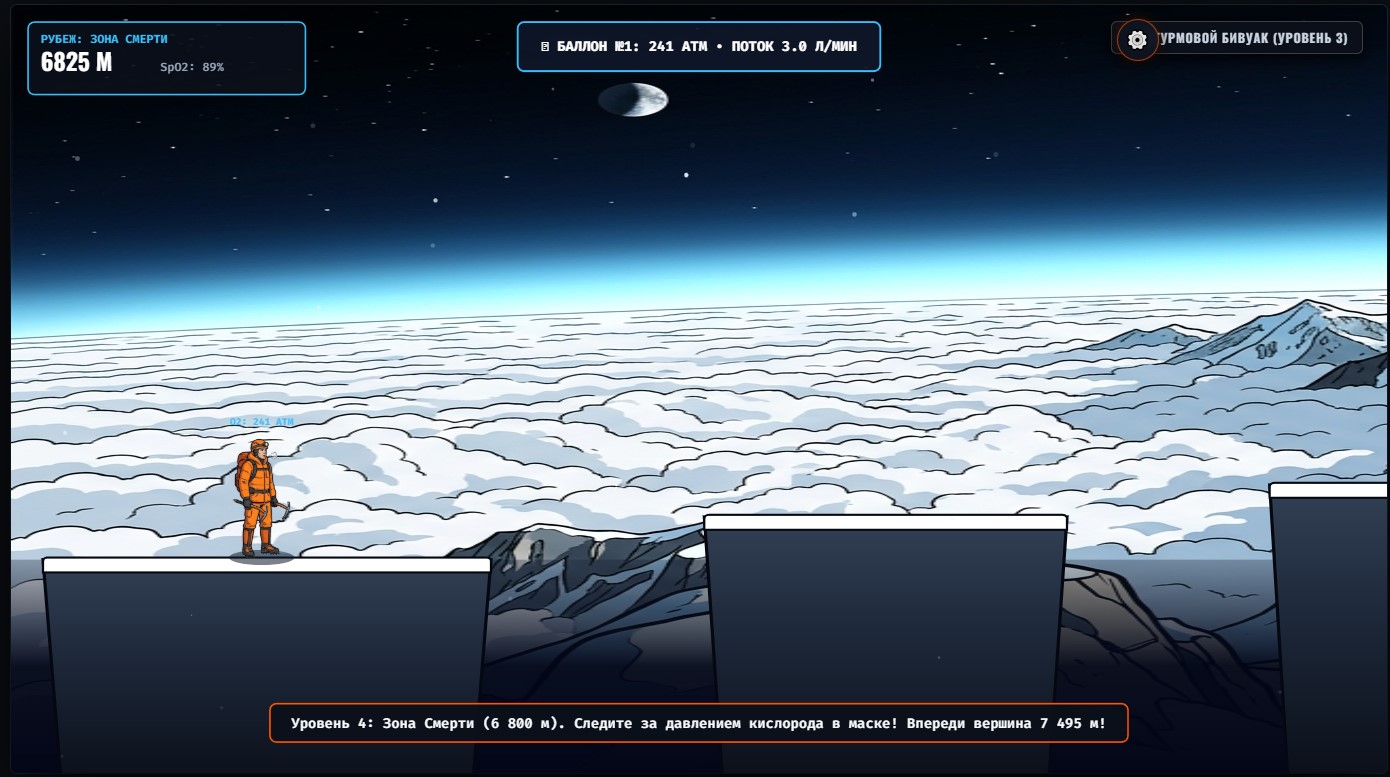 РУБЕЖ: ЗОНА СМЕРТИ
6825 М
SpO2: 89%
БАЛЛОН №1: 241 АТМ • ПОТОК 3.0 Л/МИН
ТУРМОВОЙ БИВУАК (УРОВЕНЬ 3)
O2: 241 АТМ
Уровень 4: Зона Смерти (6 800 м). Следите за давлением кислорода в маске! Впереди вершина 7 495 м!